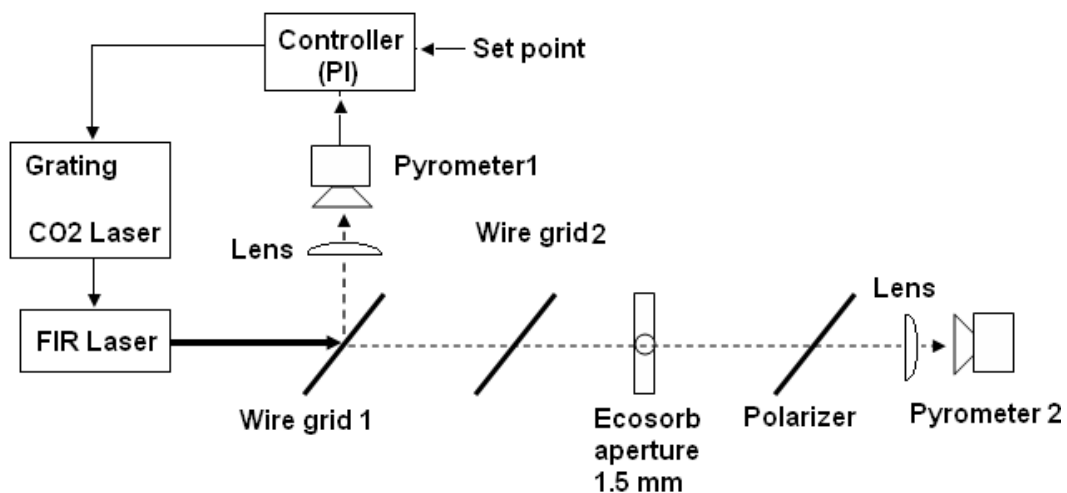 Controller
(PI)
Set point
Grating
CO2 Laser
Pyrometer1
Lens
Wire grid 2
Lens
FIR Laser
Wire grid 1
Ecosorb
aperture
1.5 mm
Polarizer
Pyrometer 2